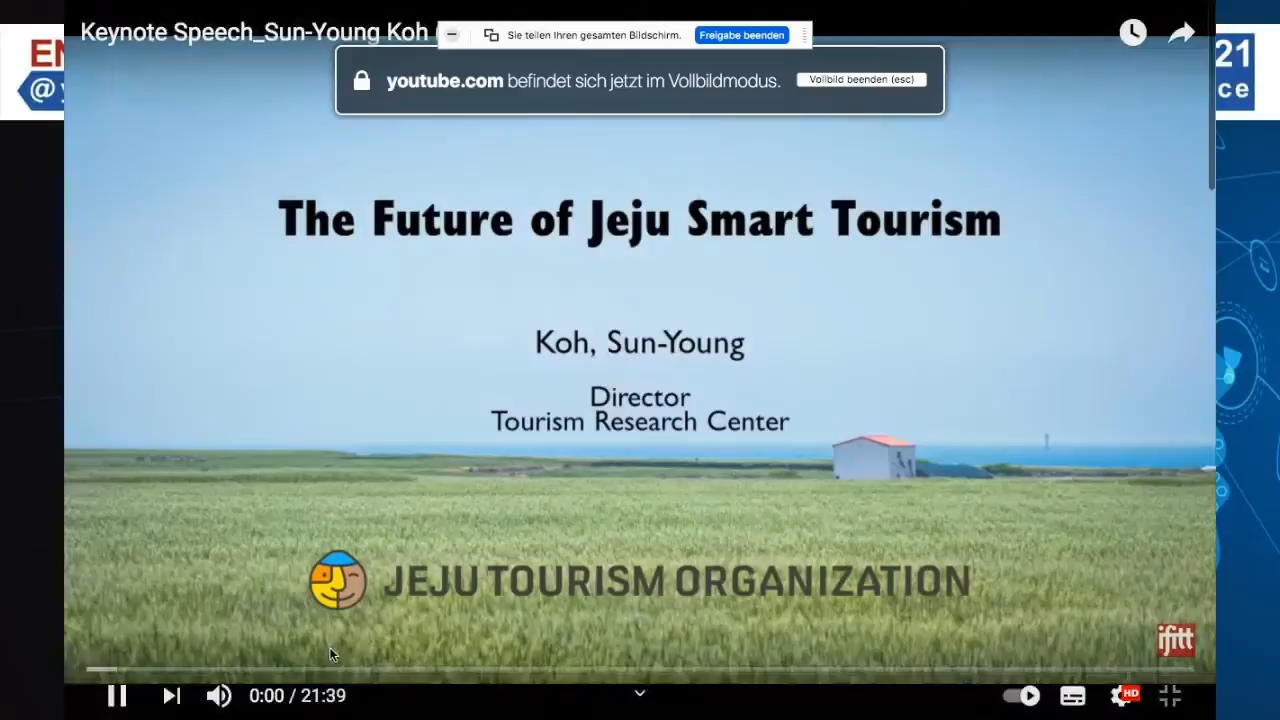 Keynote Speech_Sun-Young Koh
Sie teilen Ihren gesamten Bildschirm.
Freigabe beenden
EN
21
@y
ce
youtube.com befindet sich jetzt im Vollbildmodus.
Vollbild beenden (esc)
The Future of Jeju Smart Tourism
Koh, Sun-Young
Director
Tourism Research Center
JEJU TOURISM ORGANIZATION
ifitt
0:00 / 21:39
HD